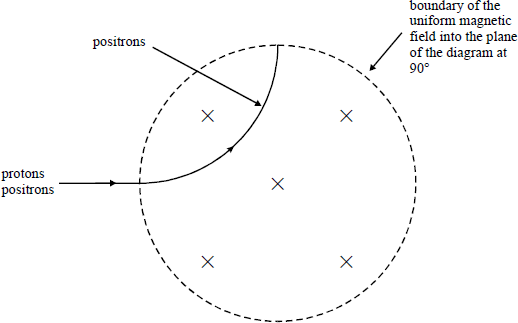 boundary of the
uniform magnetic
field into the plane
of the diagram at
90°
positrons
protons
positrons